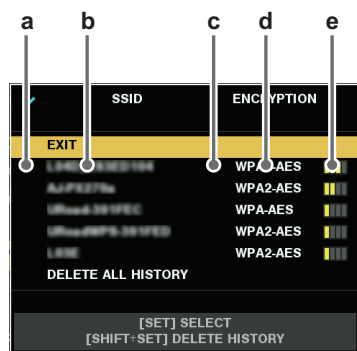 a b c d e
SSID ENCRYPTION
EXIT
WPA-AES
WPA2-AES
WPA-AES
WPA2-AES
WPA2-AES
DELETE ALL HISTORY
[SET] SELECT
[SHIFT+SET] DELETE HISTORY